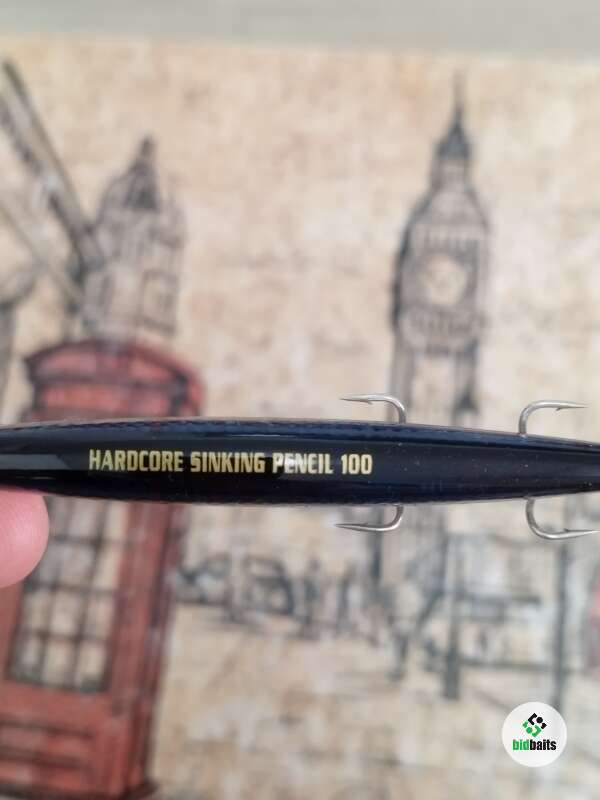 HARDCORE SINKING PENCIL 100
bidbaits